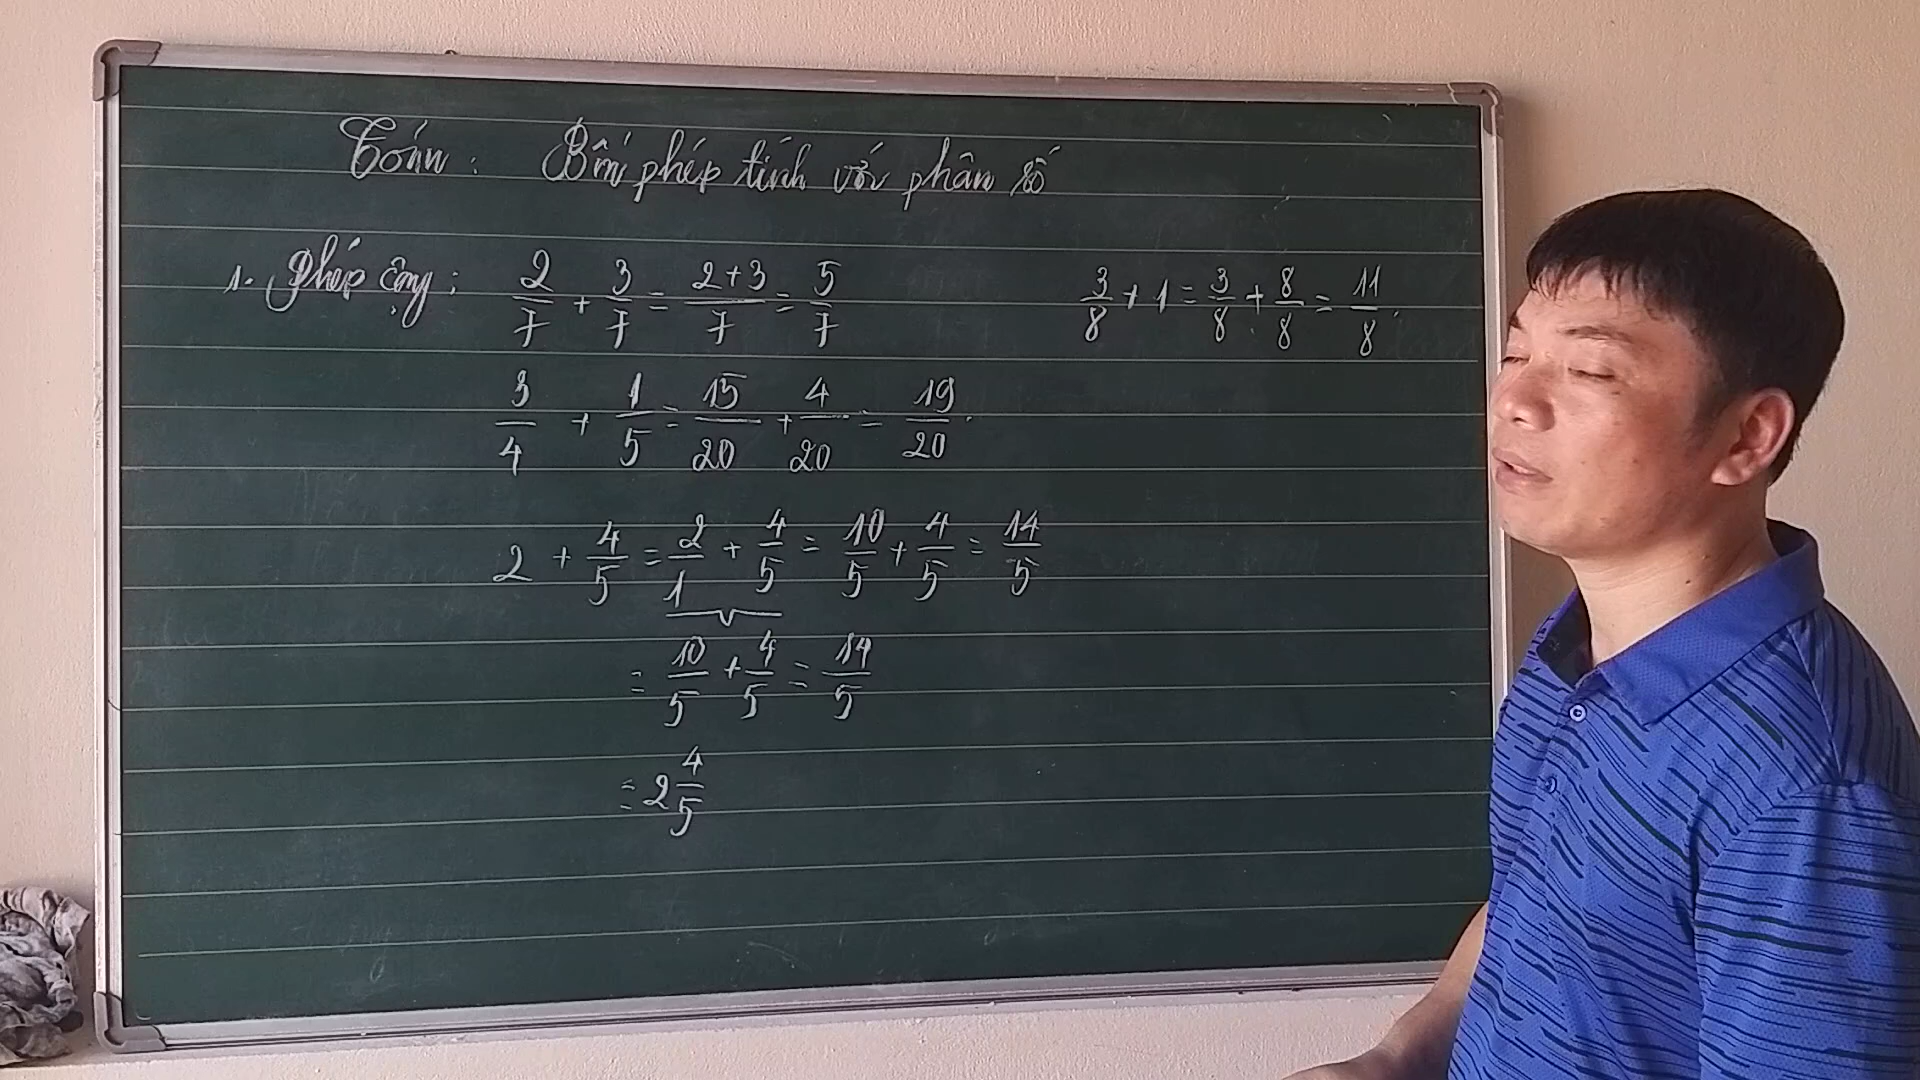 Toán : Bốn phép tính với phân số
1. Phép cộng : 2/7 + 3/7 = 2+3/7 = 5/7
3/8 + 1 = 3/8 + 8/8 = 11/8.
3/4 + 1/5 = 15/20 + 4/20 = 19/20.
2 + 4/5 = 2/1 + 4/5 = 10/5 + 4/5 = 14/5
= 10/5 + 4/5 = 14/5
= 2 4/5